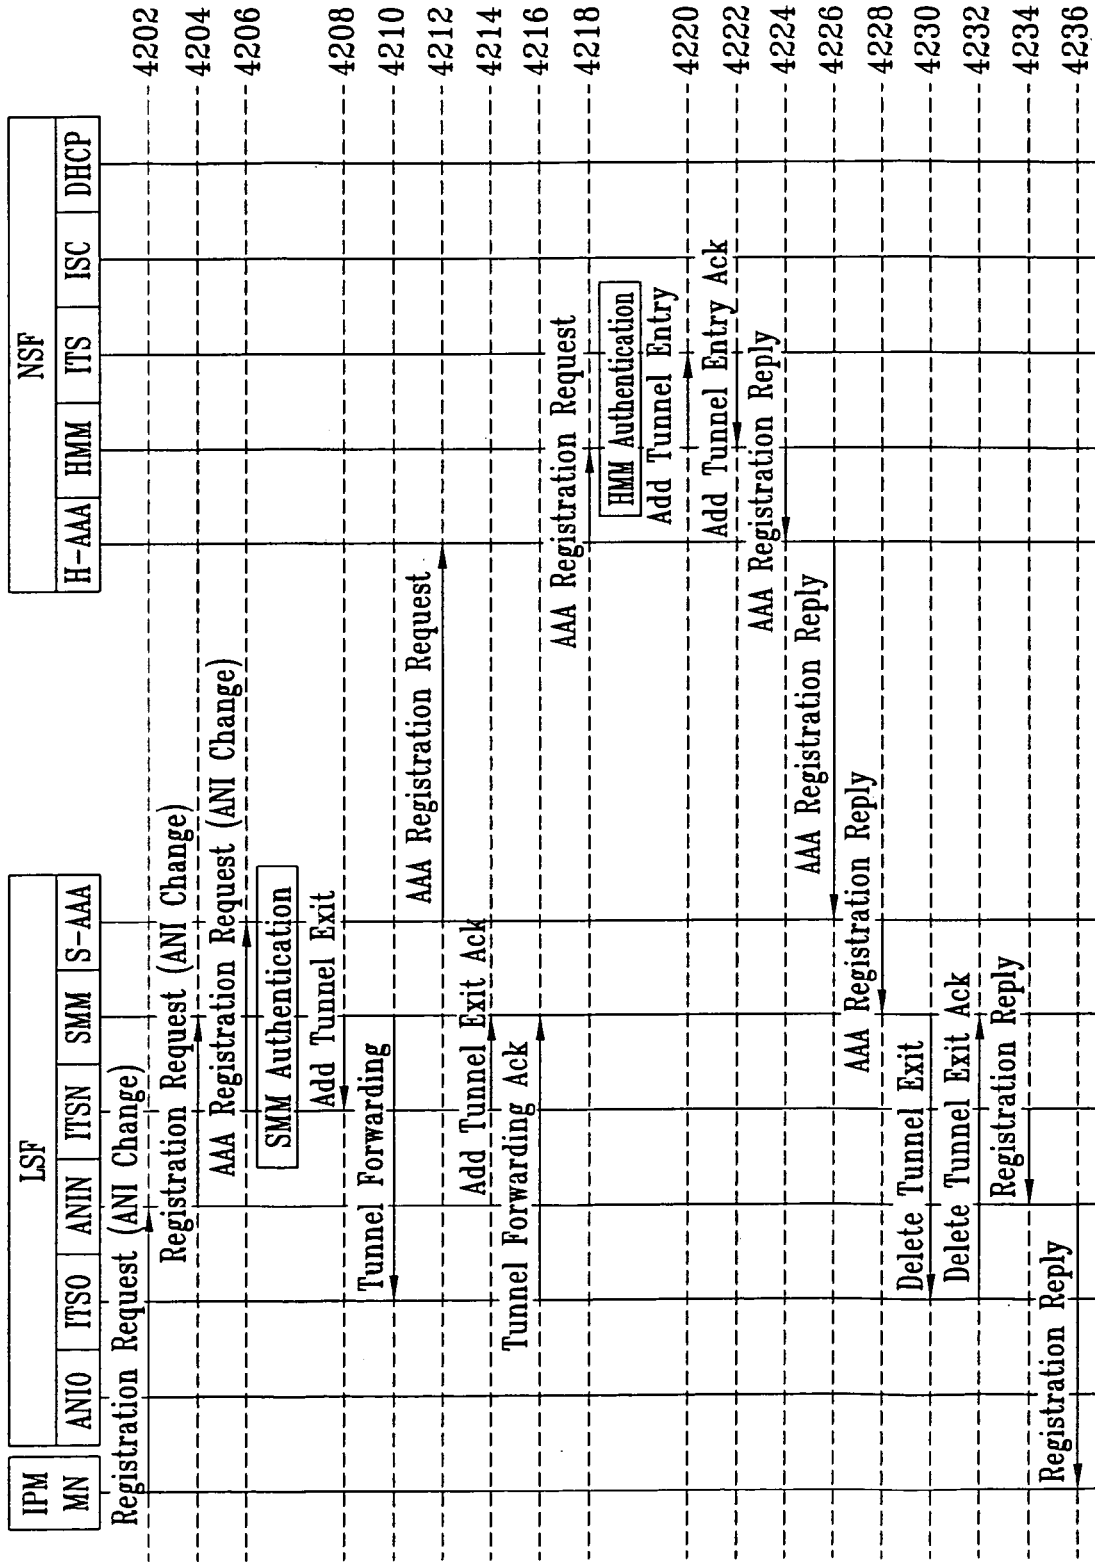 IPM
LSF
NSF
MN
ANIO
ITSO
ANIN
ITSN
SMM
S-AAA
H-AAA
HMM
ITS
ISC
DHCP
Registration Request (ANI Change)
4202
Registration Request (ANI Change)
4204
AAA Registration Request (ANI Change)
4206
SMM Authentication
Add Tunnel Exit
4208
Tunnel Forwarding
4210
AAA Registration Request
4212
Add Tunnel Exit Ack
4214
Tunnel Forwarding Ack
4216
AAA Registration Request
4218
HMM Authentication
Add Tunnel Entry
4220
Add Tunnel Entry Ack
4222
AAA Registration Reply
4224
AAA Registration Reply
4226
AAA Registration Reply
4228
Delete Tunnel Exit
4230
Delete Tunnel Exit Ack
4232
Registration Reply
4234
Registration Reply
4236